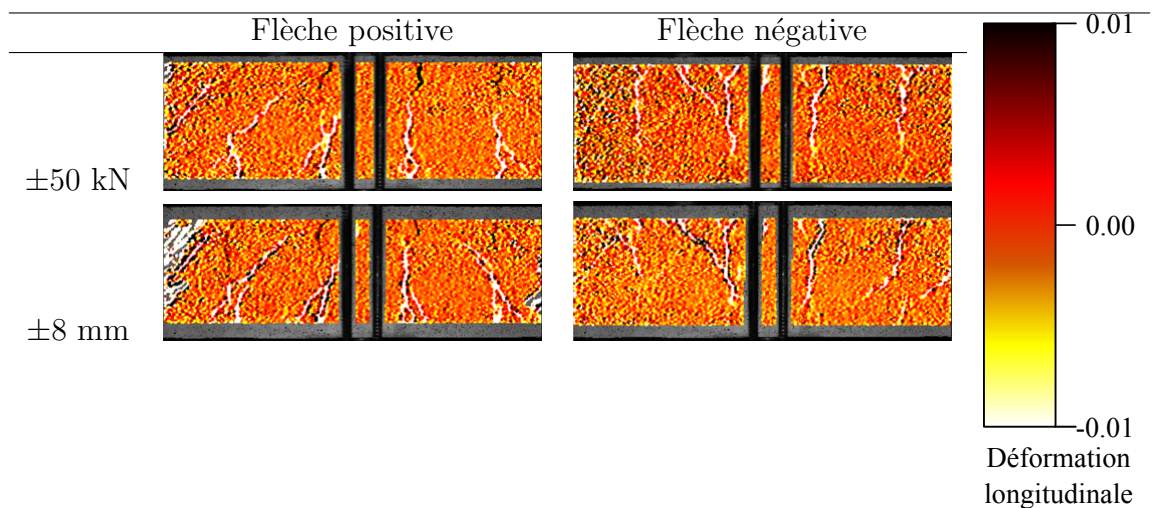 Flèche positive
Flèche négative
±50 kN
±8 mm
0.01
0.00
-0.01
Déformation
longitudinale